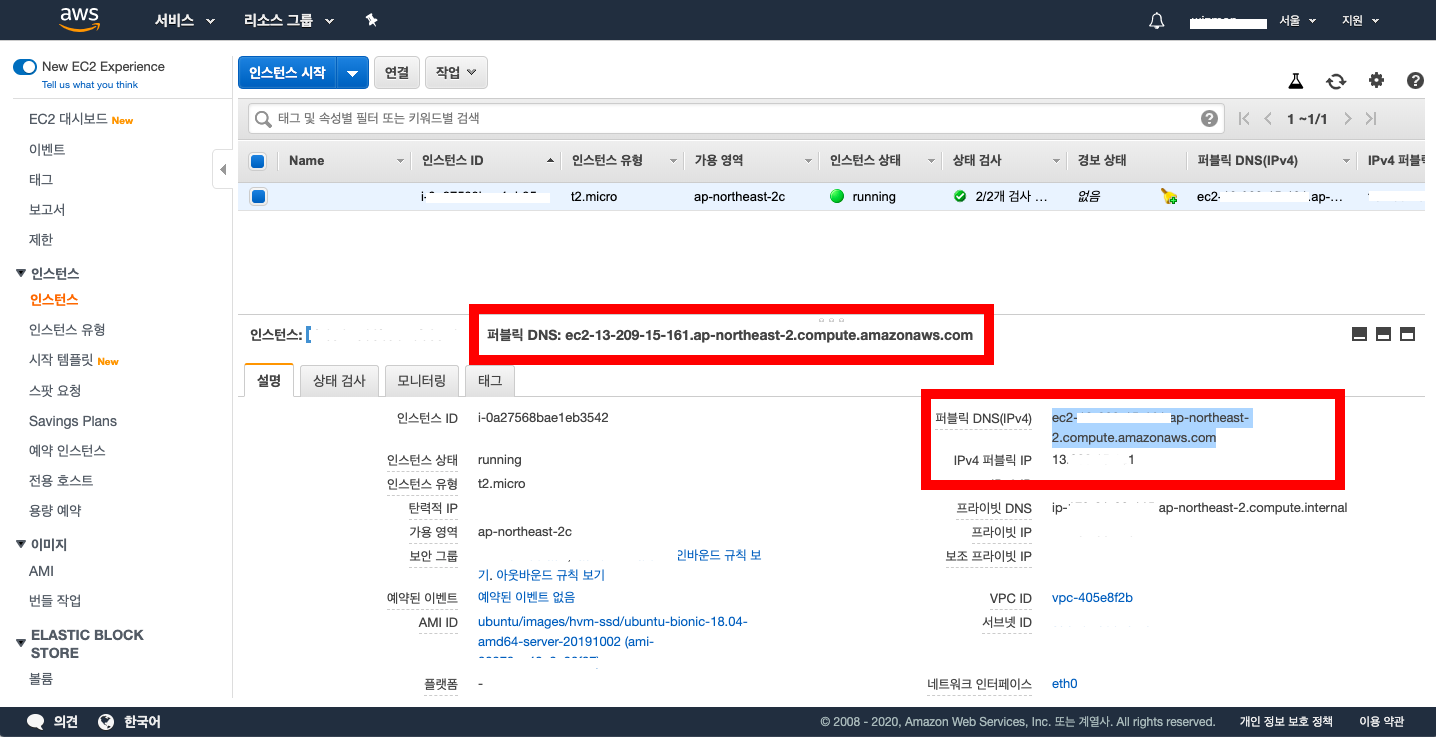 aws 서비스 리소스 그룹 서울 지원
New EC2 Experience
Tell us what you think
EC2 대시보드 New
이벤트
태그
보고서
제한
인스턴스
인스턴스
인스턴스 유형
시작 템플릿 New
스팟 요청
Savings Plans
예약 인스턴스
전용 호스트
용량 예약
이미지
AMI
번들 작업
ELASTIC BLOCK
STORE
볼륨
인스턴스 시작 연결 작업
태그 및 속성별 필터 또는 키워드별 검색 1 ~1/1
Name 인스턴스 ID 인스턴스 유형 가용 영역 인스턴스 상태 상태 검사 경보 상태 퍼블릭 DNS(IPv4) IPv4 퍼블릭
i- t2.micro ap-northeast-2c running 2/2개 검사 ... 없음 ec2- .ap-...
인스턴스: 퍼블릭 DNS: ec2-13-209-15-161.ap-northeast-2.compute.amazonaws.com
설명 상태 검사 모니터링 태그
인스턴스 ID i-0a27568bae1eb3542
인스턴스 상태 running
인스턴스 유형 t2.micro
탄력적 IP
가용 영역 ap-northeast-2c
보안 그룹 인바운드 규칙 보
기. 아웃바운드 규칙 보기
예약된 이벤트 예약된 이벤트 없음
AMI ID ubuntu/images/hvm-ssd/ubuntu-bionic-18.04-
amd64-server-20191002 (ami-
플랫폼 -
퍼블릭 DNS(IPv4) ec2- ap-northeast-
2.compute.amazonaws.com
IPv4 퍼블릭 IP 13. 1
프라이빗 DNS ip- ap-northeast-2.compute.internal
프라이빗 IP
보조 프라이빗 IP
VPC ID vpc-405e8f2b
서브넷 ID
네트워크 인터페이스 eth0
의견 한국어 © 2008 - 2020, Amazon Web Services, Inc. 또는 계열사. All rights reserved. 개인 정보 보호 정책 이용 약관